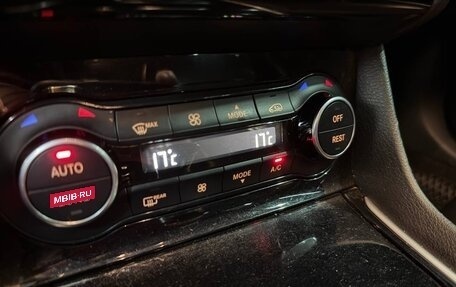 MAX
MODE
OFF
17°C
17°C
REST
AUTO
REAR
MODE
A/C
MBIB.RU